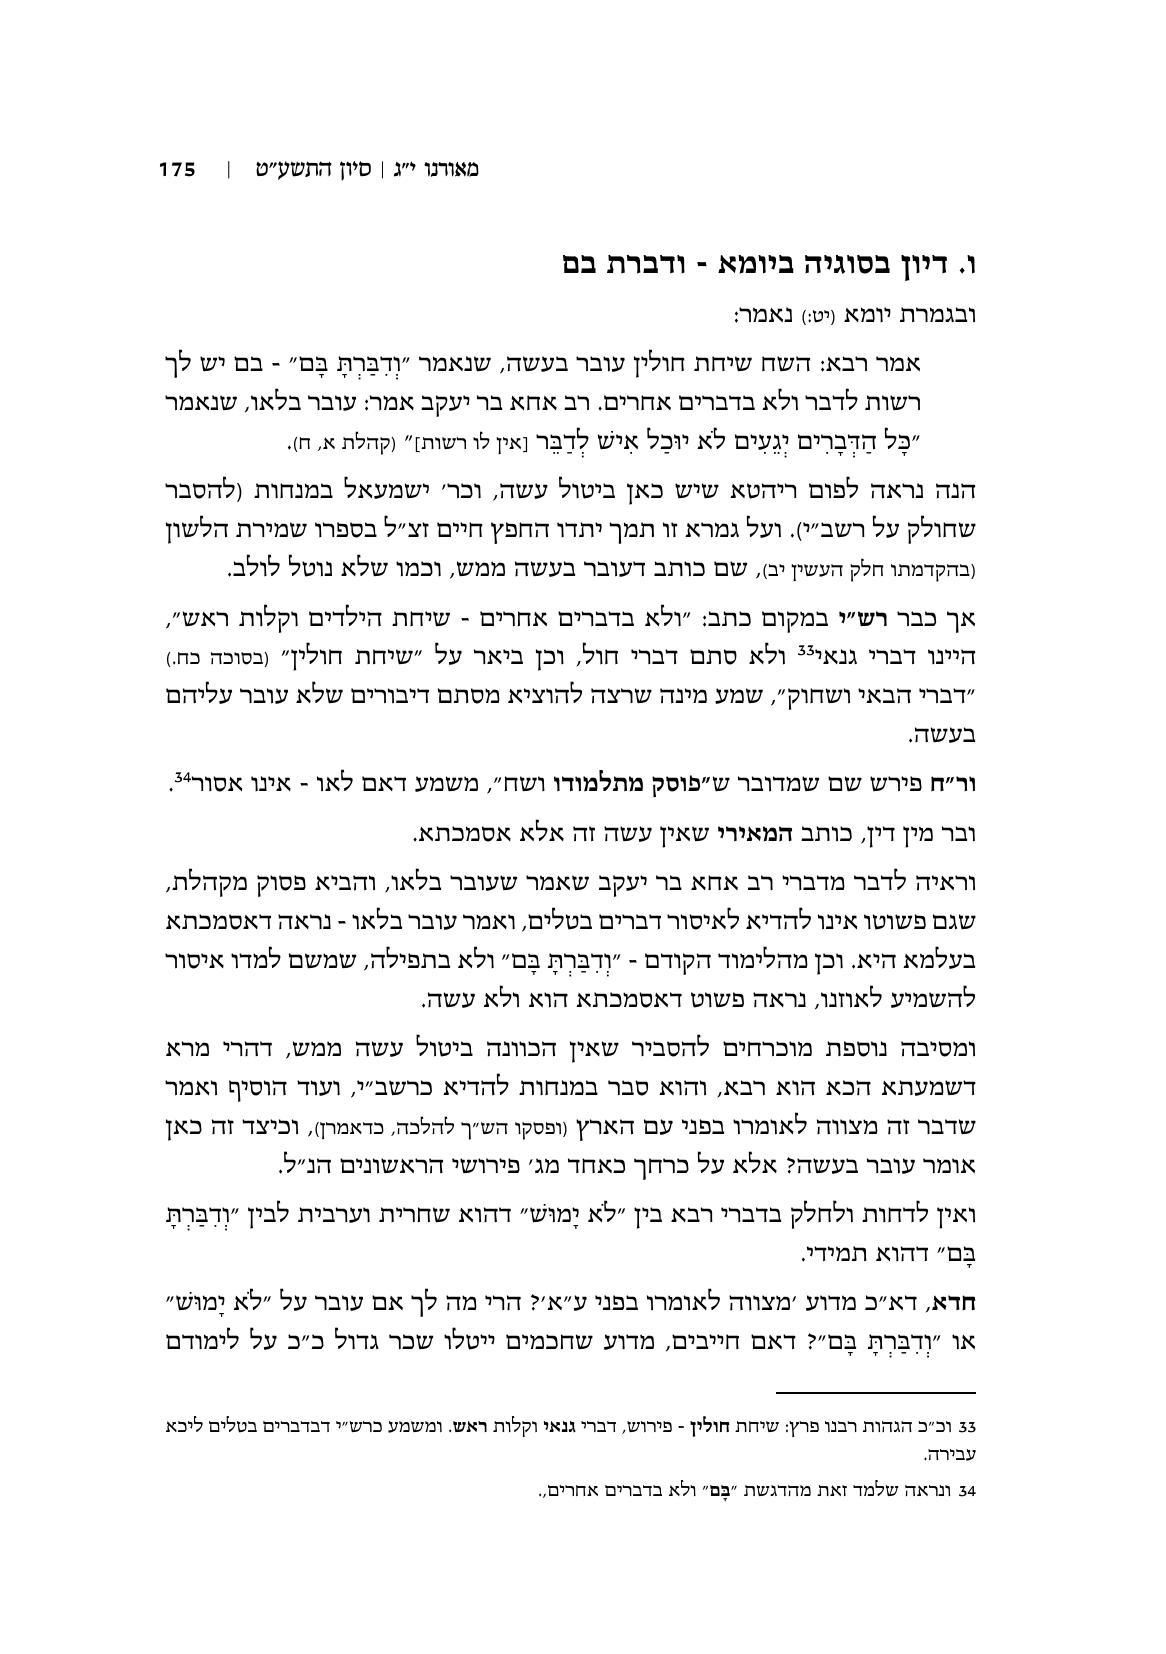 מאורנו י״ג | סיון התשע״ט | 175
ו. דיון בסוגיה ביומא - ודברת בם
ובגמרת יומא (יט:) נאמר:
אמר רבא: השח שיחת חולין עובר בעשה, שנאמר ״וְדִבַּרְתָּ בָּם״ - בם יש לך
רשות לדבר ולא בדברים אחרים. רב אחא בר יעקב אמר: עובר בלאו, שנאמר
״כָּל הַדְּבָרִים יְגֵעִים לֹא יוּכַל אִישׁ לְדַבֵּר [אין לו רשות]״ (קהלת א, ח).
הנה נראה לפום ריהטא שיש כאן ביטול עשה, וכר׳ ישמעאל במנחות (להסבר
שחולק על רשב״י). ועל גמרא זו תמך יתדו החפץ חיים זצ״ל בספרו שמירת הלשון
(בהקדמתו חלק העשין יב), שם כותב דעובר בעשה ממש, וכמו שלא נוטל לולב.
אך כבר רש״י במקום כתב: ״ולא בדברים אחרים - שיחת הילדים וקלות ראש״,
היינו דברי גנאי33 ולא סתם דברי חול, וכן ביאר על ״שיחת חולין״ (בסוכה כח.)
״דברי הבאי ושחוק״, שמע מינה שרצה להוציא מסתם דיבורים שלא עובר עליהם
בעשה.
ור״ח פירש שם שמדובר ש״פוסק מתלמודו ושח״, משמע דאם לאו - אינו אסור34.
ובר מין דין, כותב המאירי שאין עשה זה אלא אסמכתא.
וראיה לדבר מדברי רב אחא בר יעקב שאמר שעובר בלאו, והביא פסוק מקהלת,
שגם פשוטו אינו להדיא לאיסור דברים בטלים, ואמר עובר בלאו - נראה דאסמכתא
בעלמא היא. וכן מהלימוד הקודם - ״וְדִבַּרְתָּ בָּם״ ולא בתפילה, שמשם למדו איסור
להשמיע לאוזנו, נראה פשוט דאסמכתא הוא ולא עשה.
ומסיבה נוספת מוכרחים להסביר שאין הכוונה ביטול עשה ממש, דהרי מרא
דשמעתא הכא הוא רבא, והוא סבר במנחות להדיא כרשב״י, ועוד הוסיף ואמר
שדבר זה מצווה לאומרו בפני עם הארץ (ופסקו הש״ך להלכה, כדאמרן), וכיצד זה כאן
אומר עובר בעשה? אלא על כרחך כאחד מג׳ פירושי הראשונים הנ״ל.
ואין לדחות ולחלק בדברי רבא בין ״לֹא יָמוּשׁ״ דהוא שחרית וערבית לבין ״וְדִבַּרְתָּ
בָּם״ דהוא תמידי.
חדא, דא״כ מדוע ׳מצווה לאומרו בפני ע״א׳? הרי מה לך אם עובר על ״לֹא יָמוּשׁ״
או ״וְדִבַּרְתָּ בָּם״? דאם חייבים, מדוע שחכמים ייטלו שכר גדול כ״כ על לימודם
33 וכ״כ הגהות רבנו פרץ: שיחת חולין - פירוש, דברי גנאי וקלות ראש. ומשמע כרש״י דבדברים בטלים ליכא
עבירה.
34 ונראה שלמד זאת מהדגשת ״בָּם״ ולא בדברים אחרים,.